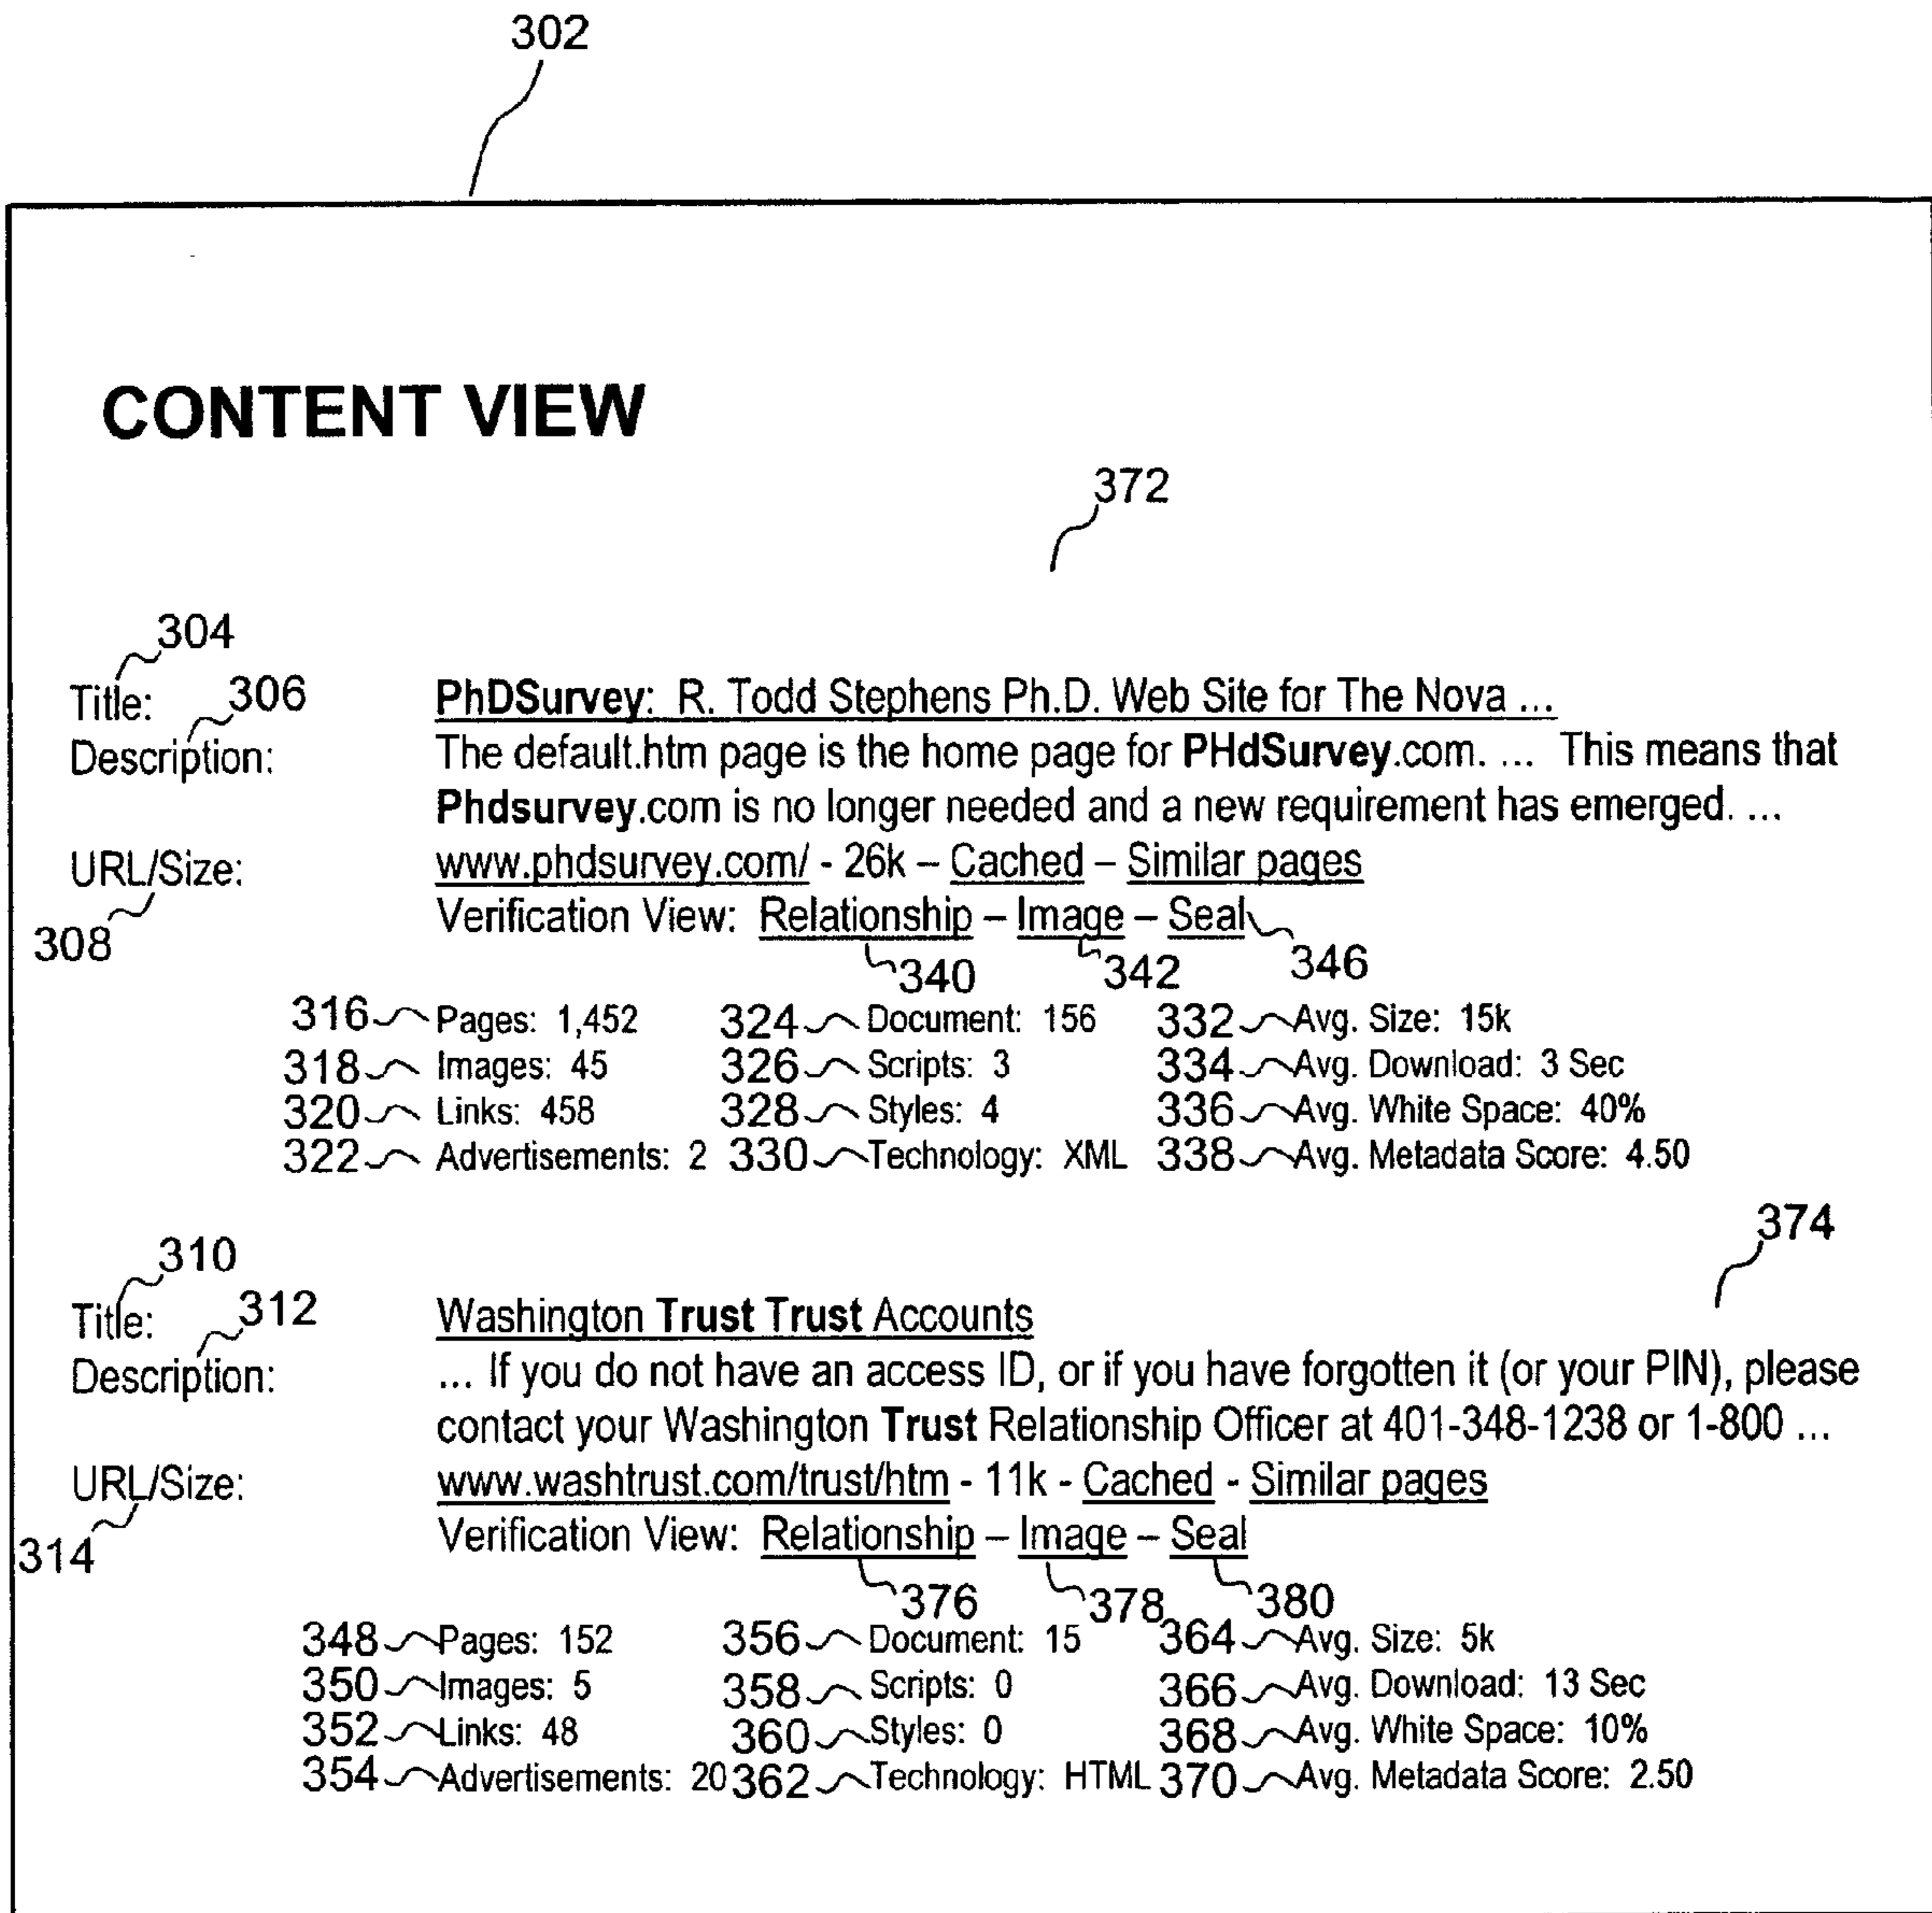 302
CONTENT VIEW
372
304
Title: 306 PhDSurvey: R. Todd Stephens Ph.D. Web Site for The Nova ...
Description: The default.htm page is the home page for PHdSurvey.com. ... This means that
Phdsurvey.com is no longer needed and a new requirement has emerged. ...
URL/Size: www.phdsurvey.com/ - 26k – Cached – Similar pages
308 Verification View: Relationship – Image – Seal
340 342 346
316 Pages: 1,452 324 Document: 156 332 Avg. Size: 15k
318 Images: 45 326 Scripts: 3 334 Avg. Download: 3 Sec
320 Links: 458 328 Styles: 4 336 Avg. White Space: 40%
322 Advertisements: 2 330 Technology: XML 338 Avg. Metadata Score: 4.50
374
310
Title: 312 Washington Trust Trust Accounts
Description: ... If you do not have an access ID, or if you have forgotten it (or your PIN), please
contact your Washington Trust Relationship Officer at 401-348-1238 or 1-800 ...
URL/Size: www.washtrust.com/trust/htm - 11k - Cached - Similar pages
314 Verification View: Relationship – Image – Seal
376 378 380
348 Pages: 152 356 Document: 15 364 Avg. Size: 5k
350 Images: 5 358 Scripts: 0 366 Avg. Download: 13 Sec
352 Links: 48 360 Styles: 0 368 Avg. White Space: 10%
354 Advertisements: 20 362 Technology: HTML 370 Avg. Metadata Score: 2.50